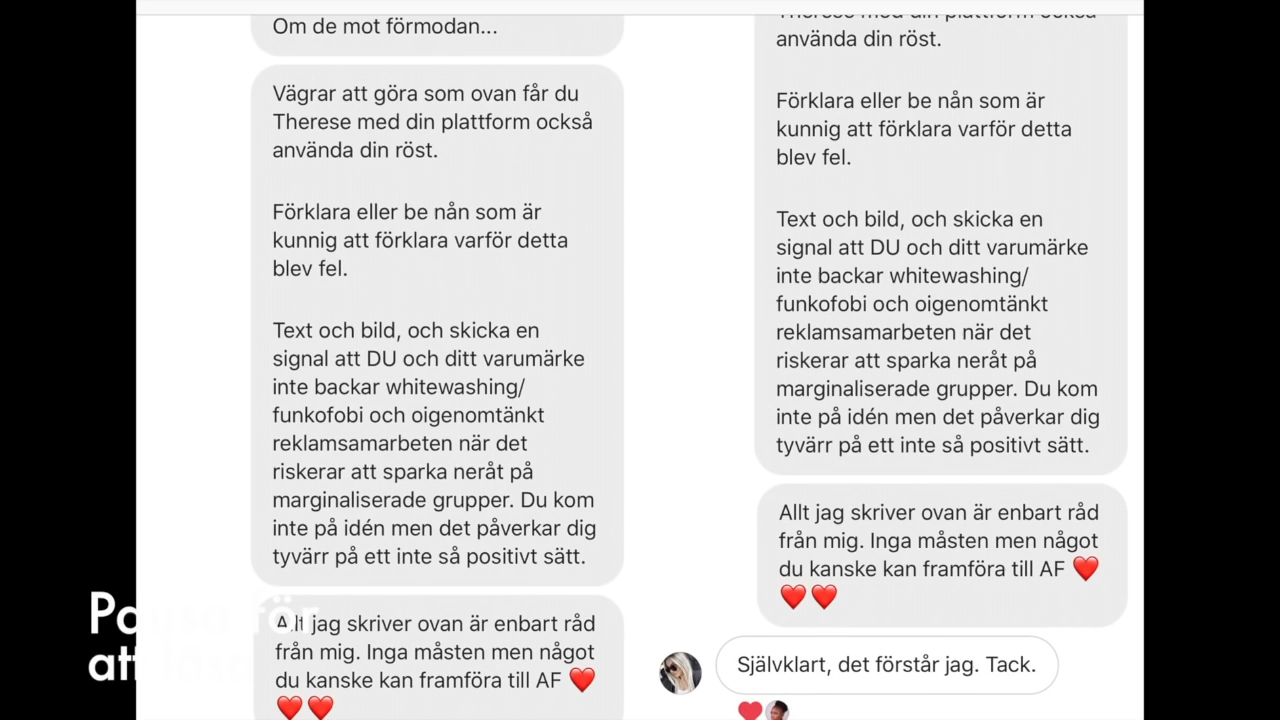 Om de mot förmodan...
Vägrar att göra som ovan får du
Therese med din plattform också
använda din röst.
Förklara eller be nån som är
kunnig att förklara varför detta
blev fel.
Text och bild, och skicka en
signal att DU och ditt varumärke
inte backar whitewashing/
funkofobi och oigenomtänkt
reklamsamarbeten när det
riskerar att sparka neråt på
marginaliserade grupper. Du kom
inte på idén men det påverkar dig
tyvärr på ett inte så positivt sätt.
Allt jag skriver ovan är enbart råd
från mig. Inga måsten men något
du kanske kan framföra till AF ❤️
❤️❤️
Therese med din plattform också
använda din röst.
Förklara eller be nån som är
kunnig att förklara varför detta
blev fel.
Text och bild, och skicka en
signal att DU och ditt varumärke
inte backar whitewashing/
funkofobi och oigenomtänkt
reklamsamarbeten när det
riskerar att sparka neråt på
marginaliserade grupper. Du kom
inte på idén men det påverkar dig
tyvärr på ett inte så positivt sätt.
Allt jag skriver ovan är enbart råd
från mig. Inga måsten men något
du kanske kan framföra till AF ❤️
❤️❤️
Självklart, det förstår jag. Tack.
Pausa för
att läsa